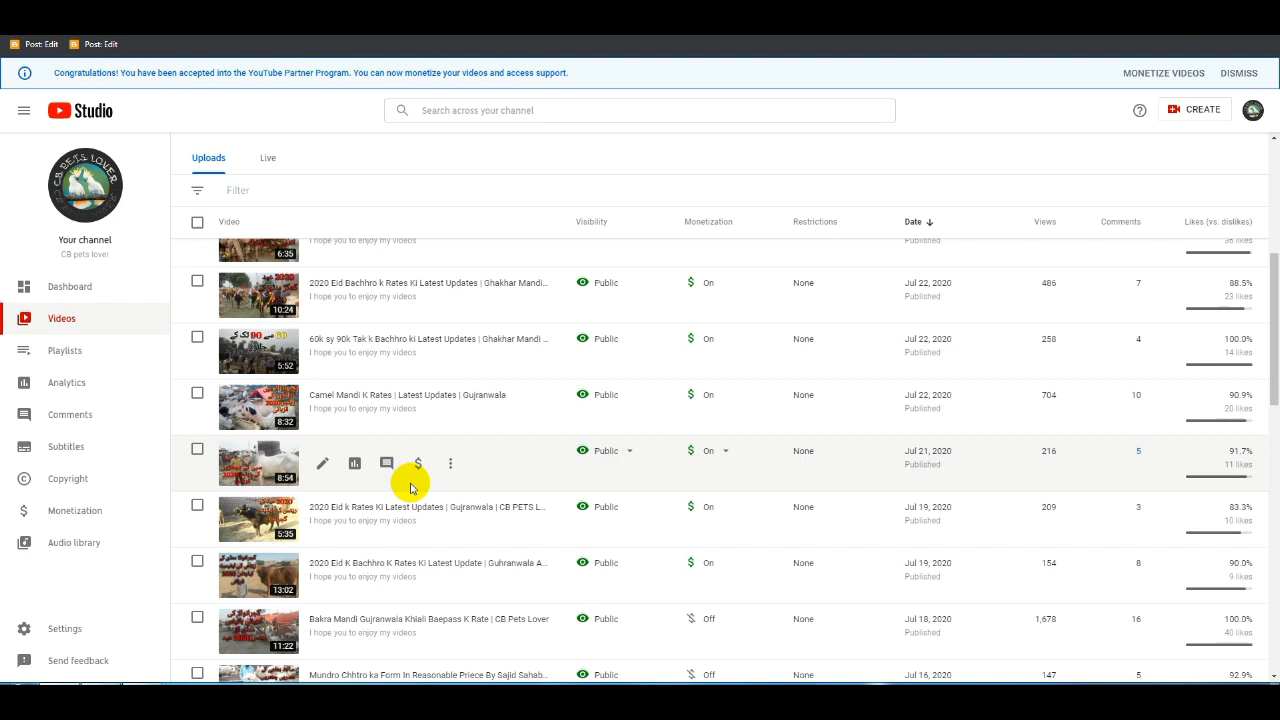 Post: Edit
Post: Edit
Congratulations! You have been accepted into the YouTube Partner Program. You can now monetize your videos and access support.
MONETIZE VIDEOS
DISMISS
Studio
Search across your channel
CREATE
CB PETS LOVER
Your channel
CB pets lover
Dashboard
Videos
Playlists
Analytics
Comments
Subtitles
Copyright
Monetization
Audio library
Settings
Send feedback
Uploads
Live
Filter
Video Visibility Monetization Restrictions Date Views Comments Likes (vs. dislikes)
6:35 I hope you to enjoy my videos Published 36 likes
2020 Eid Bachhro k Rates Ki Latest Updates | Ghakhar Mandi... Public On None Jul 22, 2020 486 7 88.5%
10:24 I hope you to enjoy my videos Published 23 likes
60k sy 90k Tak k Bachhro ki Latest Updates | Ghakhar Mandi ... Public On None Jul 22, 2020 258 4 100.0%
5:52 I hope you to enjoy my videos Published 14 likes
Camel Mandi K Rates | Latest Updates | Gujranwala Public On None Jul 22, 2020 704 10 90.9%
8:32 I hope you to enjoy my videos Published 20 likes
Public On None Jul 21, 2020 216 5 91.7%
8:54 Published 11 likes
2020 Eid k Rates Ki Latest Updates | Gujranwala | CB PETS L... Public On None Jul 19, 2020 209 3 83.3%
5:35 I hope you to enjoy my videos Published 10 likes
2020 Eid K Bachhro K Rates Ki Latest Update | Guhranwala A... Public On None Jul 19, 2020 154 8 90.0%
13:02 I hope you to enjoy my videos Published 9 likes
Bakra Mandi Gujranwala Khiali Baepass K Rate | CB Pets Lover Public Off None Jul 18, 2020 1,678 16 100.0%
11:22 I hope you to enjoy my videos Published 40 likes
Mundro Chhtro ka Form In Reasonable Priece By Sajid Sahab... Public Off None Jul 16, 2020 147 5 92.9%